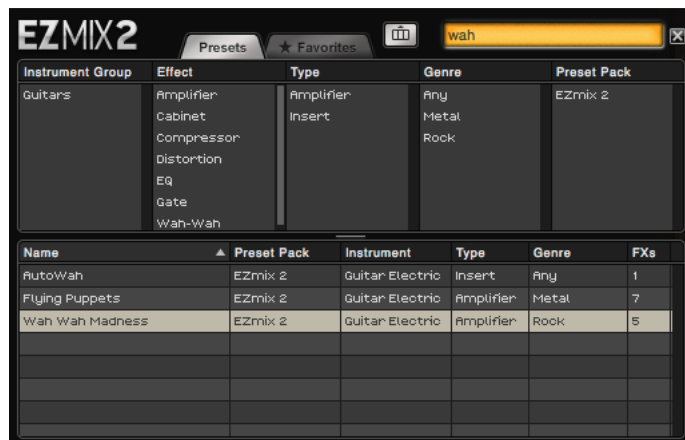 EZMIX2
Presets
★ Favorites
wah
Instrument Group Effect Type Genre Preset Pack
Guitars Amplifier Amplifier Any EZmix 2
Cabinet Insert Metal
Compressor Rock
Distortion
EQ
Gate
Wah-Wah
Name Preset Pack Instrument Type Genre FXs
AutoWah EZmix 2 Guitar Electric Insert Any 1
Flying Puppets EZmix 2 Guitar Electric Amplifier Metal 7
Wah Wah Madness EZmix 2 Guitar Electric Amplifier Rock 5